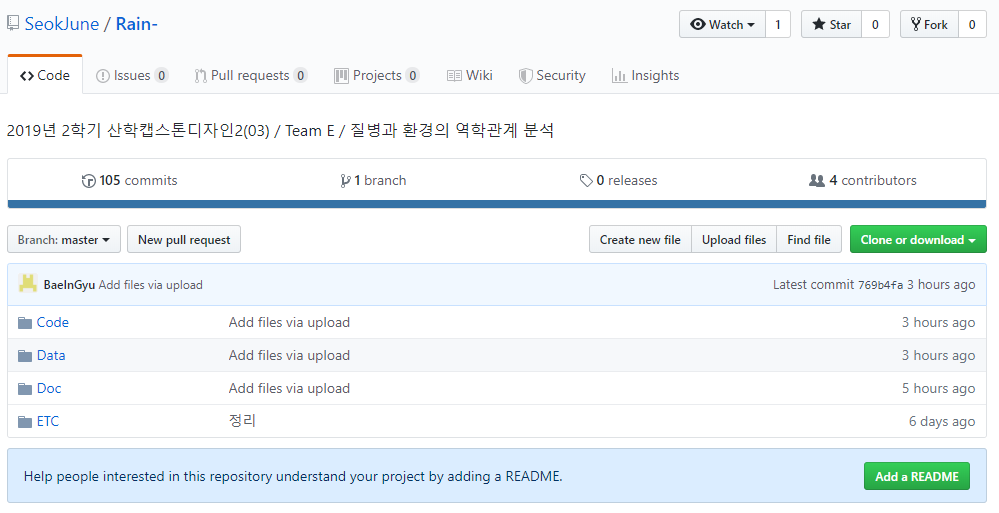 SeokJune / Rain-
Watch 1 Star 0 Fork 0
Code Issues 0 Pull requests 0 Projects 0 Wiki Security Insights
2019년 2학기 산학캡스톤디자인2(03) / Team E / 질병과 환경의 역학관계 분석
105 commits 1 branch 0 releases 4 contributors
Branch: master New pull request Create new file Upload files Find file Clone or download
BaeInGyu Add files via upload Latest commit 769b4fa 3 hours ago
Code Add files via upload 3 hours ago
Data Add files via upload 3 hours ago
Doc Add files via upload 5 hours ago
ETC 정리 6 days ago
Help people interested in this repository understand your project by adding a README. Add a README